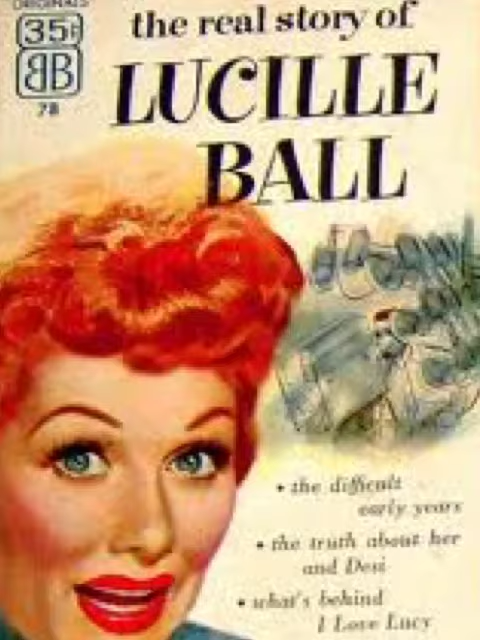 ORIGINALS
35¢
BB
78
the real story of
LUCILLE
BALL
• the difficult
early years
• the truth about her
and Desi
• what's behind
I Love Lucy